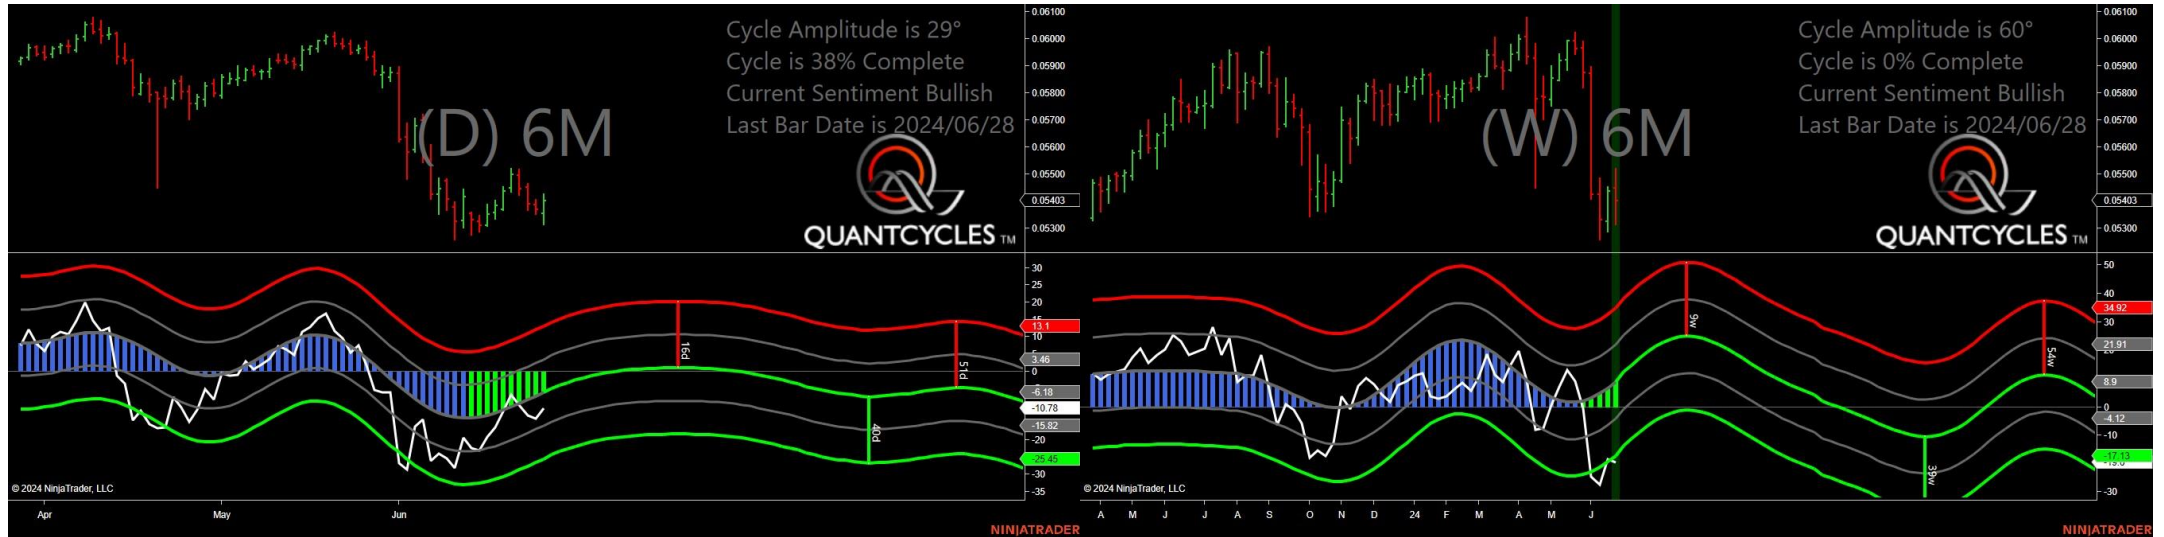 Cycle Amplitude is 29°
Cycle is 38% Complete
Current Sentiment Bullish
Last Bar Date is 2024/06/28
(D) 6M
QUANTCYCLES TM
0.06100
0.06000
0.05900
0.05800
0.05700
0.05600
0.05500
0.05403
0.05300
30
25
20
13.1
10
3.46
0
-6.18
-10.78
-15.82
-20
-25.45
-30
-35
16d
40d
51d
© 2024 NinjaTrader, LLC
Apr May Jun
NINJATRADER
Cycle Amplitude is 60°
Cycle is 0% Complete
Current Sentiment Bullish
Last Bar Date is 2024/06/28
(W) 6M
QUANTCYCLES TM
0.06100
0.06000
0.05900
0.05800
0.05700
0.05600
0.05500
0.05403
0.05300
50
40
34.92
30
21.91
8.9
0
-4.12
-10
-17.13
-30
9w
39w
54w
© 2024 NinjaTrader, LLC
A M J J A S O N D 24 F M A M J
NINJATRADER